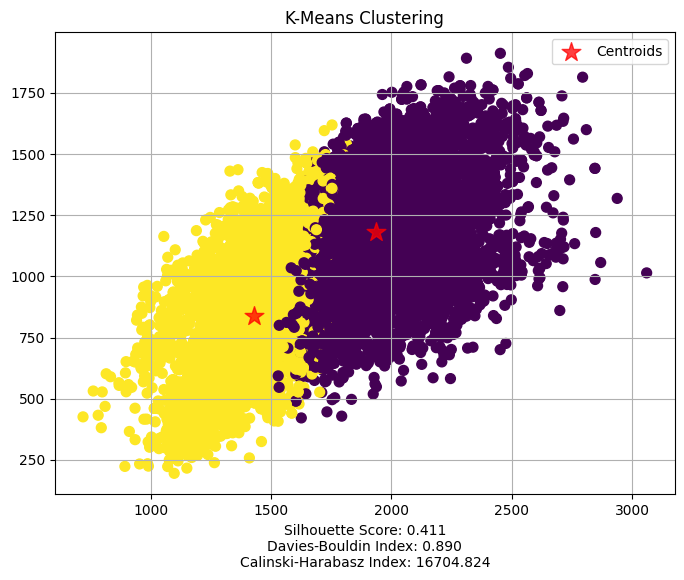 K-Means Clustering
Centroids
1750
1500
1250
1000
750
500
250
1000 1500 2000 2500 3000
Silhouette Score: 0.411
Davies-Bouldin Index: 0.890
Calinski-Harabasz Index: 16704.824